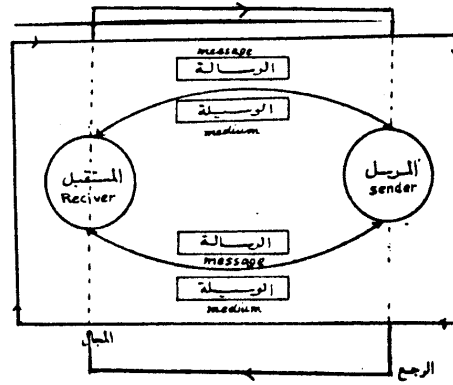 message
الرسالة
الوسيلة
medium
المستقبل
Reciver
المرسل
sender
الرسالة
message
الوسيلة
medium
المجال
الرجع